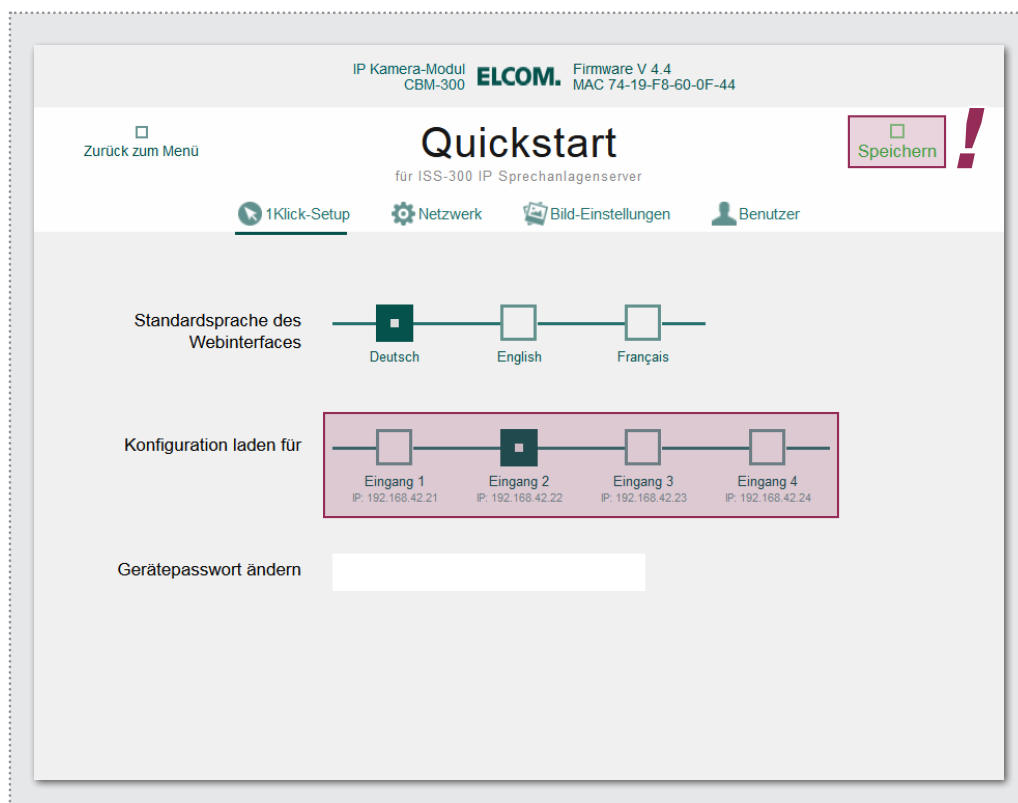 IP Kamera-Modul
CBM-300
ELCOM.
Firmware V 4.4
MAC 74-19-F8-60-0F-44
Zurück zum Menü
Quickstart
für ISS-300 IP Sprechanlagenserver
Speichern
!
1Klick-Setup Netzwerk Bild-Einstellungen Benutzer
Standardsprache des
Webinterfaces
Deutsch English Français
Konfiguration laden für
Eingang 1 Eingang 2 Eingang 3 Eingang 4
IP: 192.168.42.21 IP: 192.168.42.22 IP: 192.168.42.23 IP: 192.168.42.24
Gerätepasswort ändern